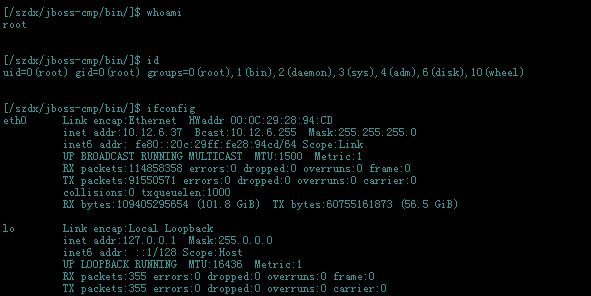 [/szdx/jboss-cmp/bin/]$ whoami
root
[/szdx/jboss-cmp/bin/]$ id
uid=0(root) gid=0(root) groups=0(root),1(bin),2(daemon),3(sys),4(adm),6(disk),10(wheel)
[/szdx/jboss-cmp/bin/]$ ifconfig
eth0 Link encap:Ethernet HWaddr 00:0C:29:28:94:CD
inet addr:10.12.6.37 Bcast:10.12.6.255 Mask:255.255.255.0
inet6 addr: fe80::20c:29ff:fe28:94cd/64 Scope:Link
UP BROADCAST RUNNING MULTICAST MTU:1500 Metric:1
RX packets:114858358 errors:0 dropped:0 overruns:0 frame:0
TX packets:91550571 errors:0 dropped:0 overruns:0 carrier:0
collisions:0 txqueuelen:1000
RX bytes:109405295654 (101.8 GiB) TX bytes:60755161873 (56.5 GiB)
lo Link encap:Local Loopback
inet addr:127.0.0.1 Mask:255.0.0.0
inet6 addr: ::1/128 Scope:Host
UP LOOPBACK RUNNING MTU:16436 Metric:1
RX packets:355 errors:0 dropped:0 overruns:0 frame:0
TX packets:355 errors:0 dropped:0 overruns:0 carrier:0